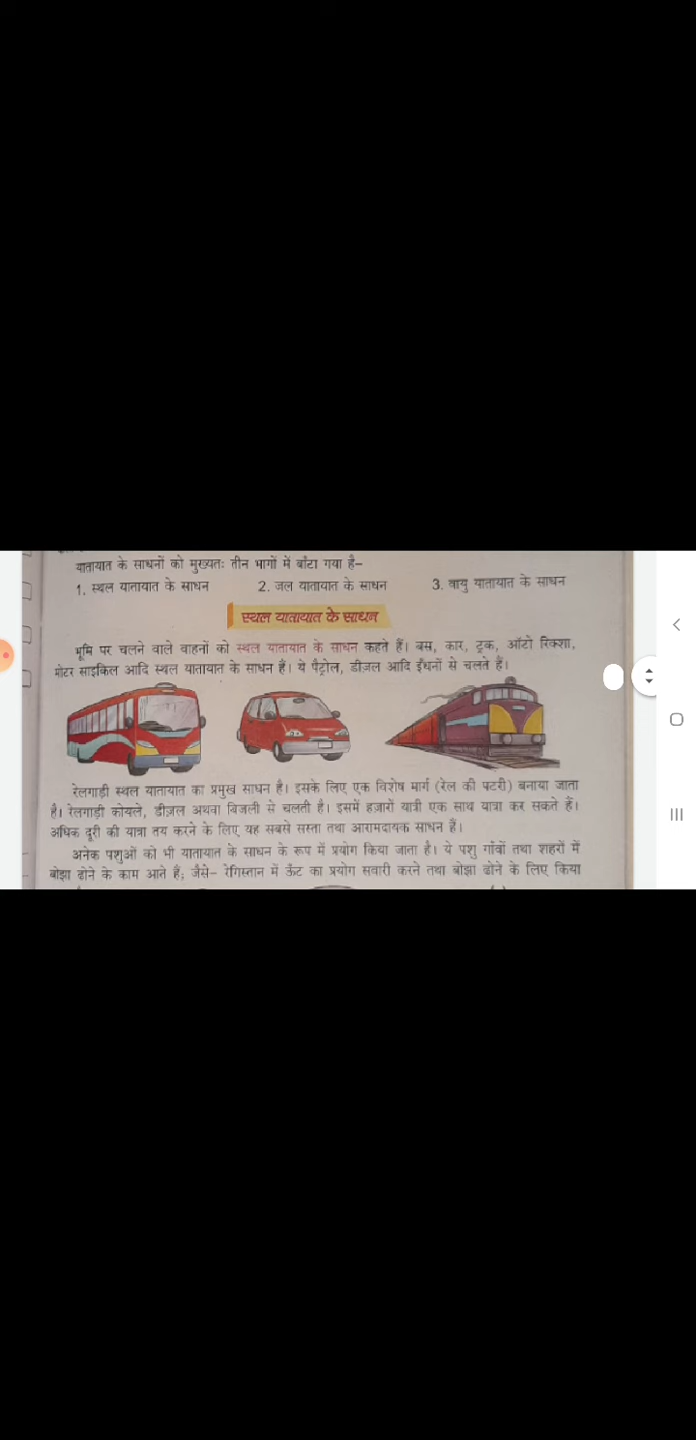 यातायात के साधनों को मुख्यतः तीन भागों में बाँटा गया है–
1. स्थल यातायात के साधन 2. जल यातायात के साधन 3. वायु यातायात के साधन
स्थल यातायात के साधन
भूमि पर चलने वाले वाहनों को स्थल यातायात के साधन कहते हैं। बस, कार, ट्रक, ऑटो रिक्शा,
मोटर साइकिल आदि स्थल यातायात के साधन हैं। ये पैट्रोल, डीज़ल आदि ईंधनों से चलते हैं।
रेलगाड़ी स्थल यातायात का प्रमुख साधन है। इसके लिए एक विशेष मार्ग (रेल की पटरी) बनाया जाता
है। रेलगाड़ी कोयले, डीज़ल अथवा बिजली से चलती है। इसमें हज़ारों यात्री एक साथ यात्रा कर सकते हैं।
अधिक दूरी की यात्रा तय करने के लिए यह सबसे सस्ता तथा आरामदायक साधन है।
अनेक पशुओं को भी यातायात के साधन के रूप में प्रयोग किया जाता है। ये पशु गाँवों तथा शहरों में
बोझा ढोने के काम आते हैं; जैसे– रेगिस्तान में ऊँट का प्रयोग सवारी करने तथा बोझा ढोने के लिए किया